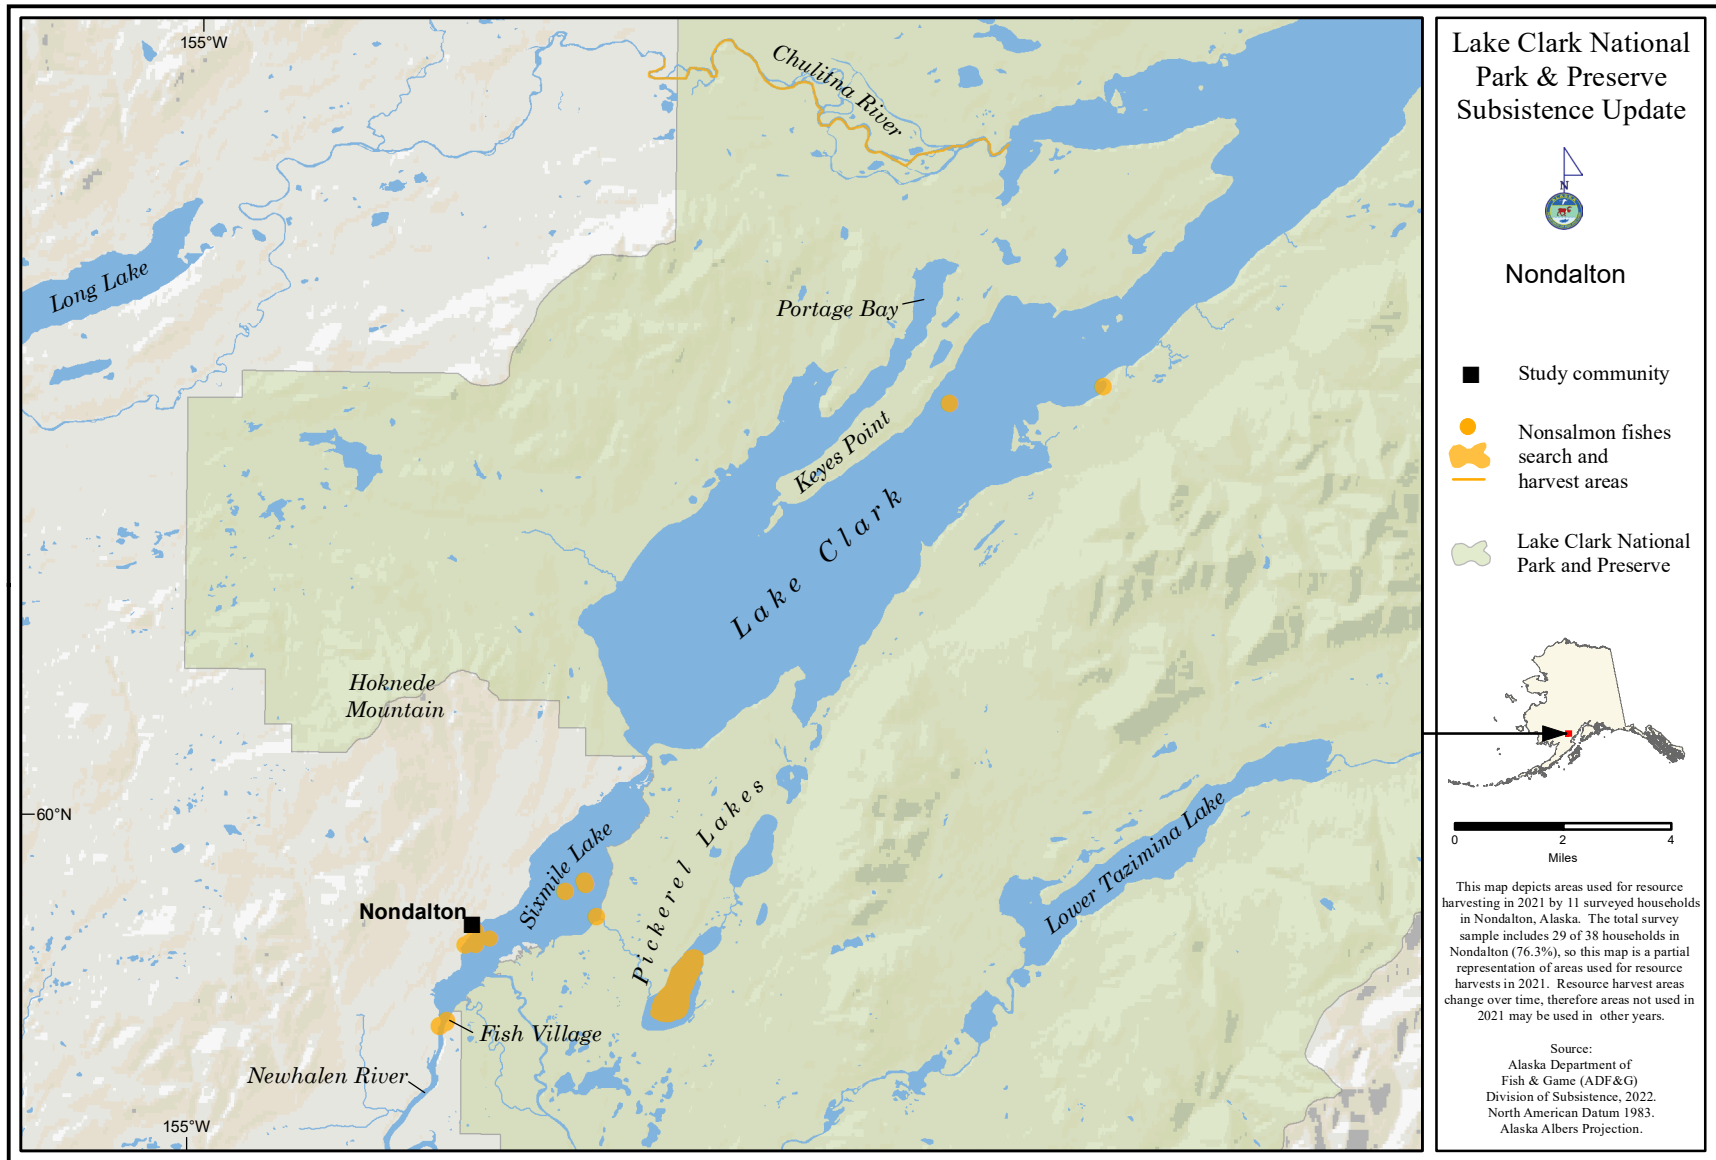 155°W
Chulitna River
Long Lake
Portage Bay
Keyes Point
Lake Clark
Hoknede
Mountain
60°N
Sixmile Lake
Pickerel Lakes
Lower Tazimina Lake
Nondalton
Fish Village
Newhalen River
155°W
Lake Clark National
Park & Preserve
Subsistence Update
N
Nondalton
Study community
Nonsalmon fishes
search and
harvest areas
Lake Clark National
Park and Preserve
0 2 4
Miles
This map depicts areas used for resource
harvesting in 2021 by 11 surveyed households
in Nondalton, Alaska. The total survey
sample includes 29 of 38 households in
Nondalton (76.3%), so this map is a partial
representation of areas used for resource
harvests in 2021. Resource harvest areas
change over time, therefore areas not used in
2021 may be used in other years.
Source:
Alaska Department of
Fish & Game (ADF&G)
Division of Subsistence, 2022.
North American Datum 1983.
Alaska Albers Projection.